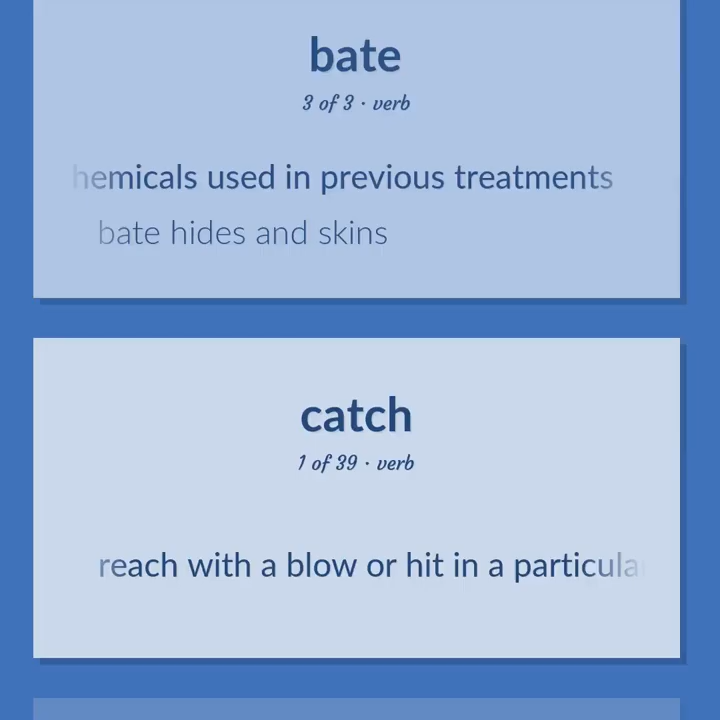 bate
3 of 3 · verb
hemicals used in previous treatments
bate hides and skins
catch
1 of 39 · verb
reach with a blow or hit in a particular